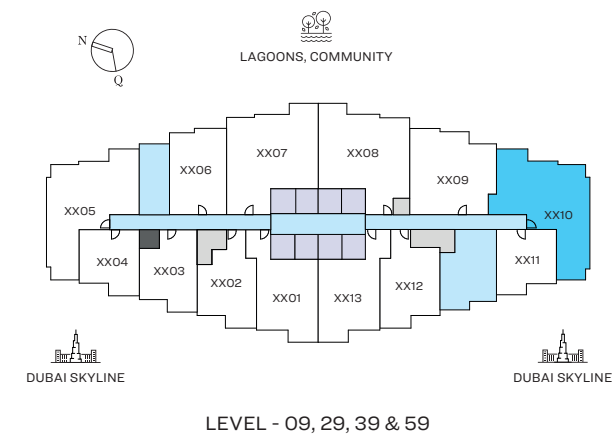 N
Q
LAGOONS, COMMUNITY
XX07
XX08
XX06
XX09
XX05
XX10
XX04
XX03
XX02
XX01
XX13
XX12
XX11
DUBAI SKYLINE
DUBAI SKYLINE
LEVEL - 09, 29, 39 & 59